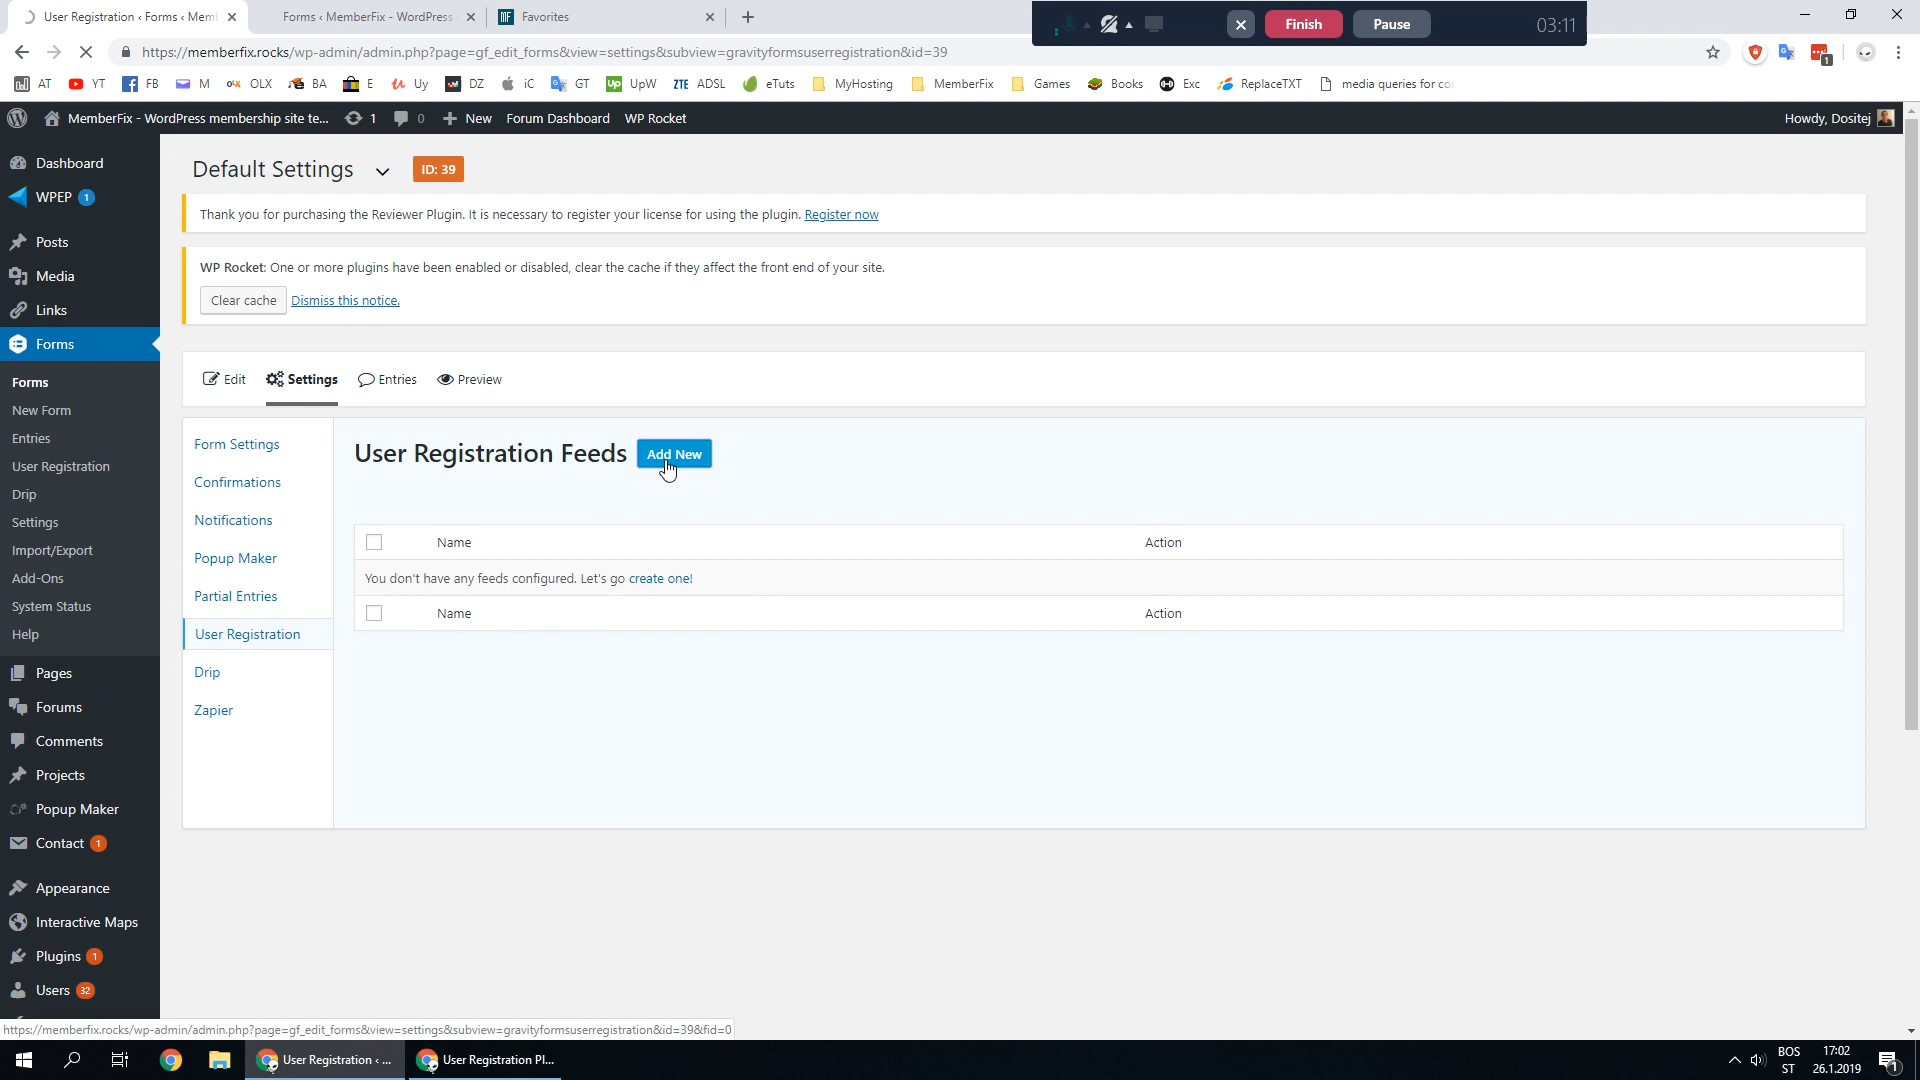 User Registration ‹ Forms ‹ Mem
Forms ‹ MemberFix - WordPress
MF Favorites
Finish
Pause
03:11
https://memberfix.rocks/wp-admin/admin.php?page=gf_edit_forms&view=settings&subview=gravityformsuserregistration&id=39
1
AT
YT
FB
M
OLX
BA
E
Uy
DZ
iC
GT
UpW
ZTE ADSL
eTuts
MyHosting
MemberFix
Games
Books
Exc
ReplaceTXT
media queries for co
MemberFix - WordPress membership site te...
1
0
New
Forum Dashboard
WP Rocket
Howdy, Dositej
Dashboard
WPEP 1
Posts
Media
Links
Forms
Forms
New Form
Entries
User Registration
Drip
Settings
Import/Export
Add-Ons
System Status
Help
Pages
Forums
Comments
Projects
Popup Maker
Contact 1
Appearance
Interactive Maps
Plugins 1
Users 32
Default Settings
ID: 39
Thank you for purchasing the Reviewer Plugin. It is necessary to register your license for using the plugin. Register now
WP Rocket: One or more plugins have been enabled or disabled, clear the cache if they affect the front end of your site.
Clear cache
Dismiss this notice.
Edit
Settings
Entries
Preview
Form Settings
Confirmations
Notifications
Popup Maker
Partial Entries
User Registration
Drip
Zapier
User Registration Feeds
Add New
Name
Action
You don't have any feeds configured. Let's go create one!
Name
Action
https://memberfix.rocks/wp-admin/admin.php?page=gf_edit_forms&view=settings&subview=gravityformsuserregistration&id=39&fid=0
User Registration ‹ ...
User Registration Pl...
BOS
ST
17:02
26.1.2019
1